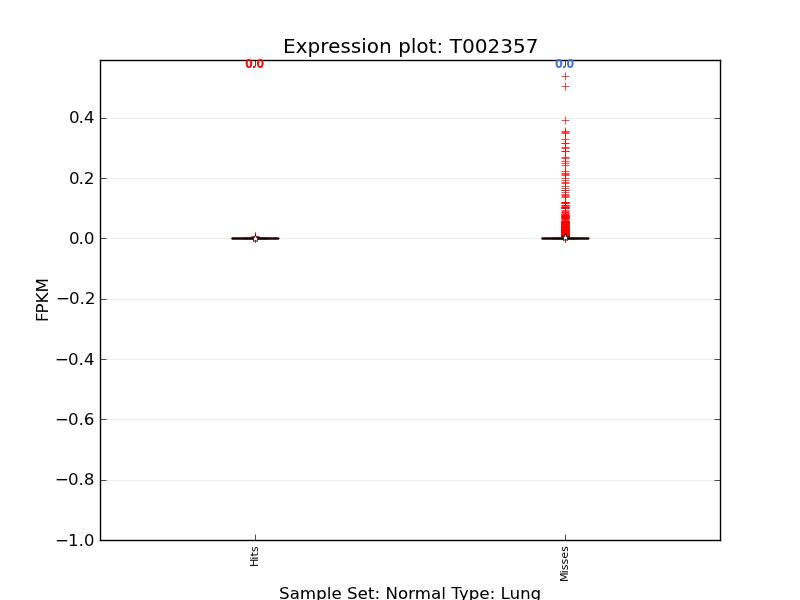 Expression plot: T002357
0.0 0.0
0.4
0.2
0.0
−0.2
−0.4
−0.6
−0.8
−1.0
FPKM
Hits Misses
Sample Set: Normal Type: Lung